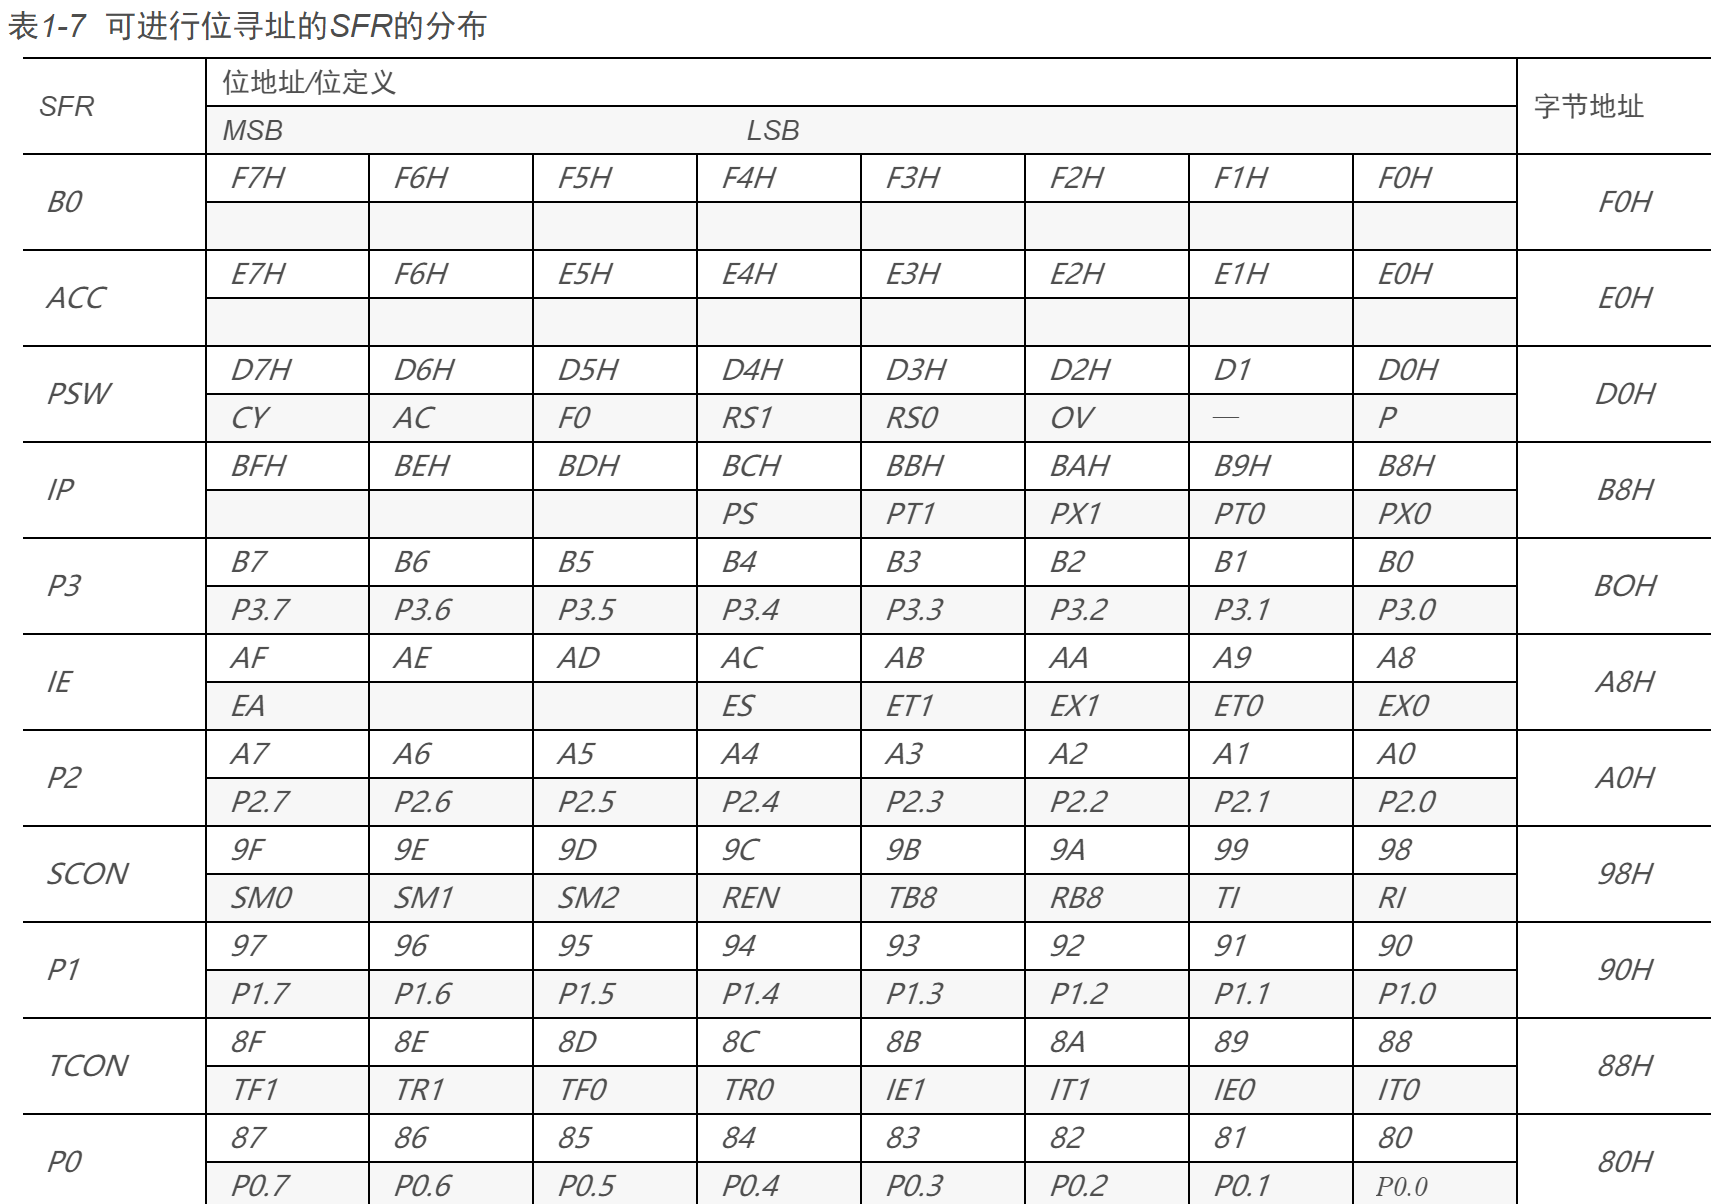 表1-7 可进行位寻址的SFR的分布
SFR 位地址/位定义 字节地址
MSB LSB
B0 F7H F6H F5H F4H F3H F2H F1H F0H F0H
ACC E7H F6H E5H E4H E3H E2H E1H E0H E0H
PSW D7H D6H D5H D4H D3H D2H D1 D0H D0H
CY AC F0 RS1 RS0 OV — P
IP BFH BEH BDH BCH BBH BAH B9H B8H B8H
PS PT1 PX1 PT0 PX0
P3 B7 B6 B5 B4 B3 B2 B1 B0 BOH
P3.7 P3.6 P3.5 P3.4 P3.3 P3.2 P3.1 P3.0
IE AF AE AD AC AB AA A9 A8 A8H
EA ES ET1 EX1 ET0 EX0
P2 A7 A6 A5 A4 A3 A2 A1 A0 A0H
P2.7 P2.6 P2.5 P2.4 P2.3 P2.2 P2.1 P2.0
SCON 9F 9E 9D 9C 9B 9A 99 98 98H
SM0 SM1 SM2 REN TB8 RB8 TI RI
P1 97 96 95 94 93 92 91 90 90H
P1.7 P1.6 P1.5 P1.4 P1.3 P1.2 P1.1 P1.0
TCON 8F 8E 8D 8C 8B 8A 89 88 88H
TF1 TR1 TF0 TR0 IE1 IT1 IE0 IT0
P0 87 86 85 84 83 82 81 80 80H
P0.7 P0.6 P0.5 P0.4 P0.3 P0.2 P0.1 P0.0